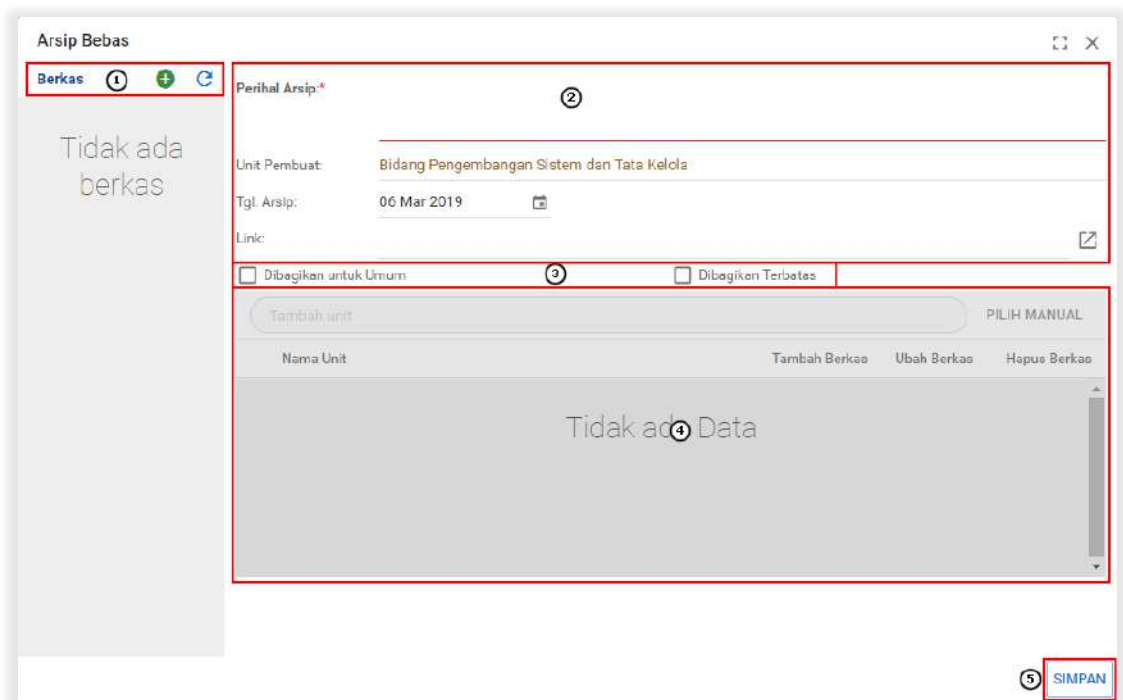 Arsip Bebas
Berkas 1
Tidak ada
berkas
Perihal Arsip:*
2
Unit Pembuat: Bidang Pengembangan Sistem dan Tata Kelola
Tgl. Arsip: 06 Mar 2019
Link:
Dibagikan untuk Umum 3 Dibagikan Terbatas
Tambah unit PILIH MANUAL
Nama Unit Tambah Berkas Ubah Berkas Hapus Berkas
Tidak ada Data
4
5 SIMPAN